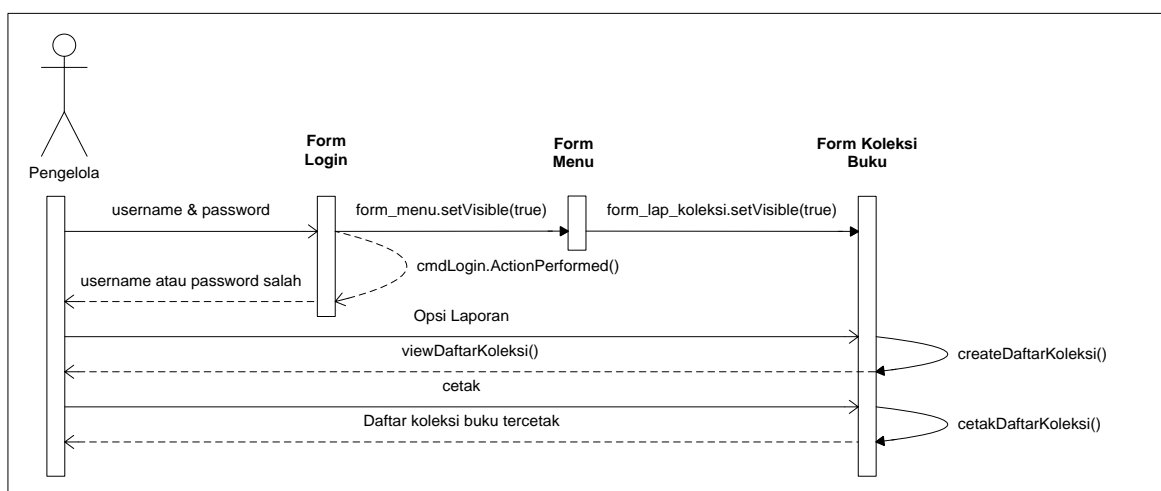 Pengelola
Form
Login
Form
Menu
Form Koleksi
Buku
username & password
form_menu.setVisible(true)
form_lap_koleksi.setVisible(true)
cmdLogin.ActionPerformed()
username atau password salah
Opsi Laporan
viewDaftarKoleksi()
createDaftarKoleksi()
cetak
Daftar koleksi buku tercetak
cetakDaftarKoleksi()